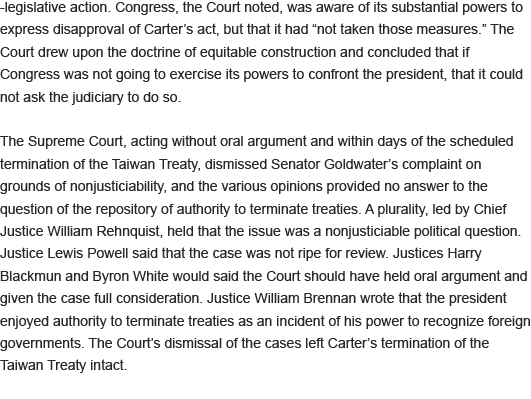 -legislative action. Congress, the Court noted, was aware of its substantial powers to
express disapproval of Carter’s act, but that it had “not taken those measures.” The
Court drew upon the doctrine of equitable construction and concluded that if
Congress was not going to exercise its powers to confront the president, that it could
not ask the judiciary to do so.

The Supreme Court, acting without oral argument and within days of the scheduled
termination of the Taiwan Treaty, dismissed Senator Goldwater’s complaint on
grounds of nonjusticiability, and the various opinions provided no answer to the
question of the repository of authority to terminate treaties. A plurality, led by Chief
Justice William Rehnquist, held that the issue was a nonjusticiable political question.
Justice Lewis Powell said that the case was not ripe for review. Justices Harry
Blackmun and Byron White would said the Court should have held oral argument and
given the case full consideration. Justice William Brennan wrote that the president
enjoyed authority to terminate treaties as an incident of his power to recognize foreign
governments. The Court’s dismissal of the cases left Carter’s termination of the
Taiwan Treaty intact.